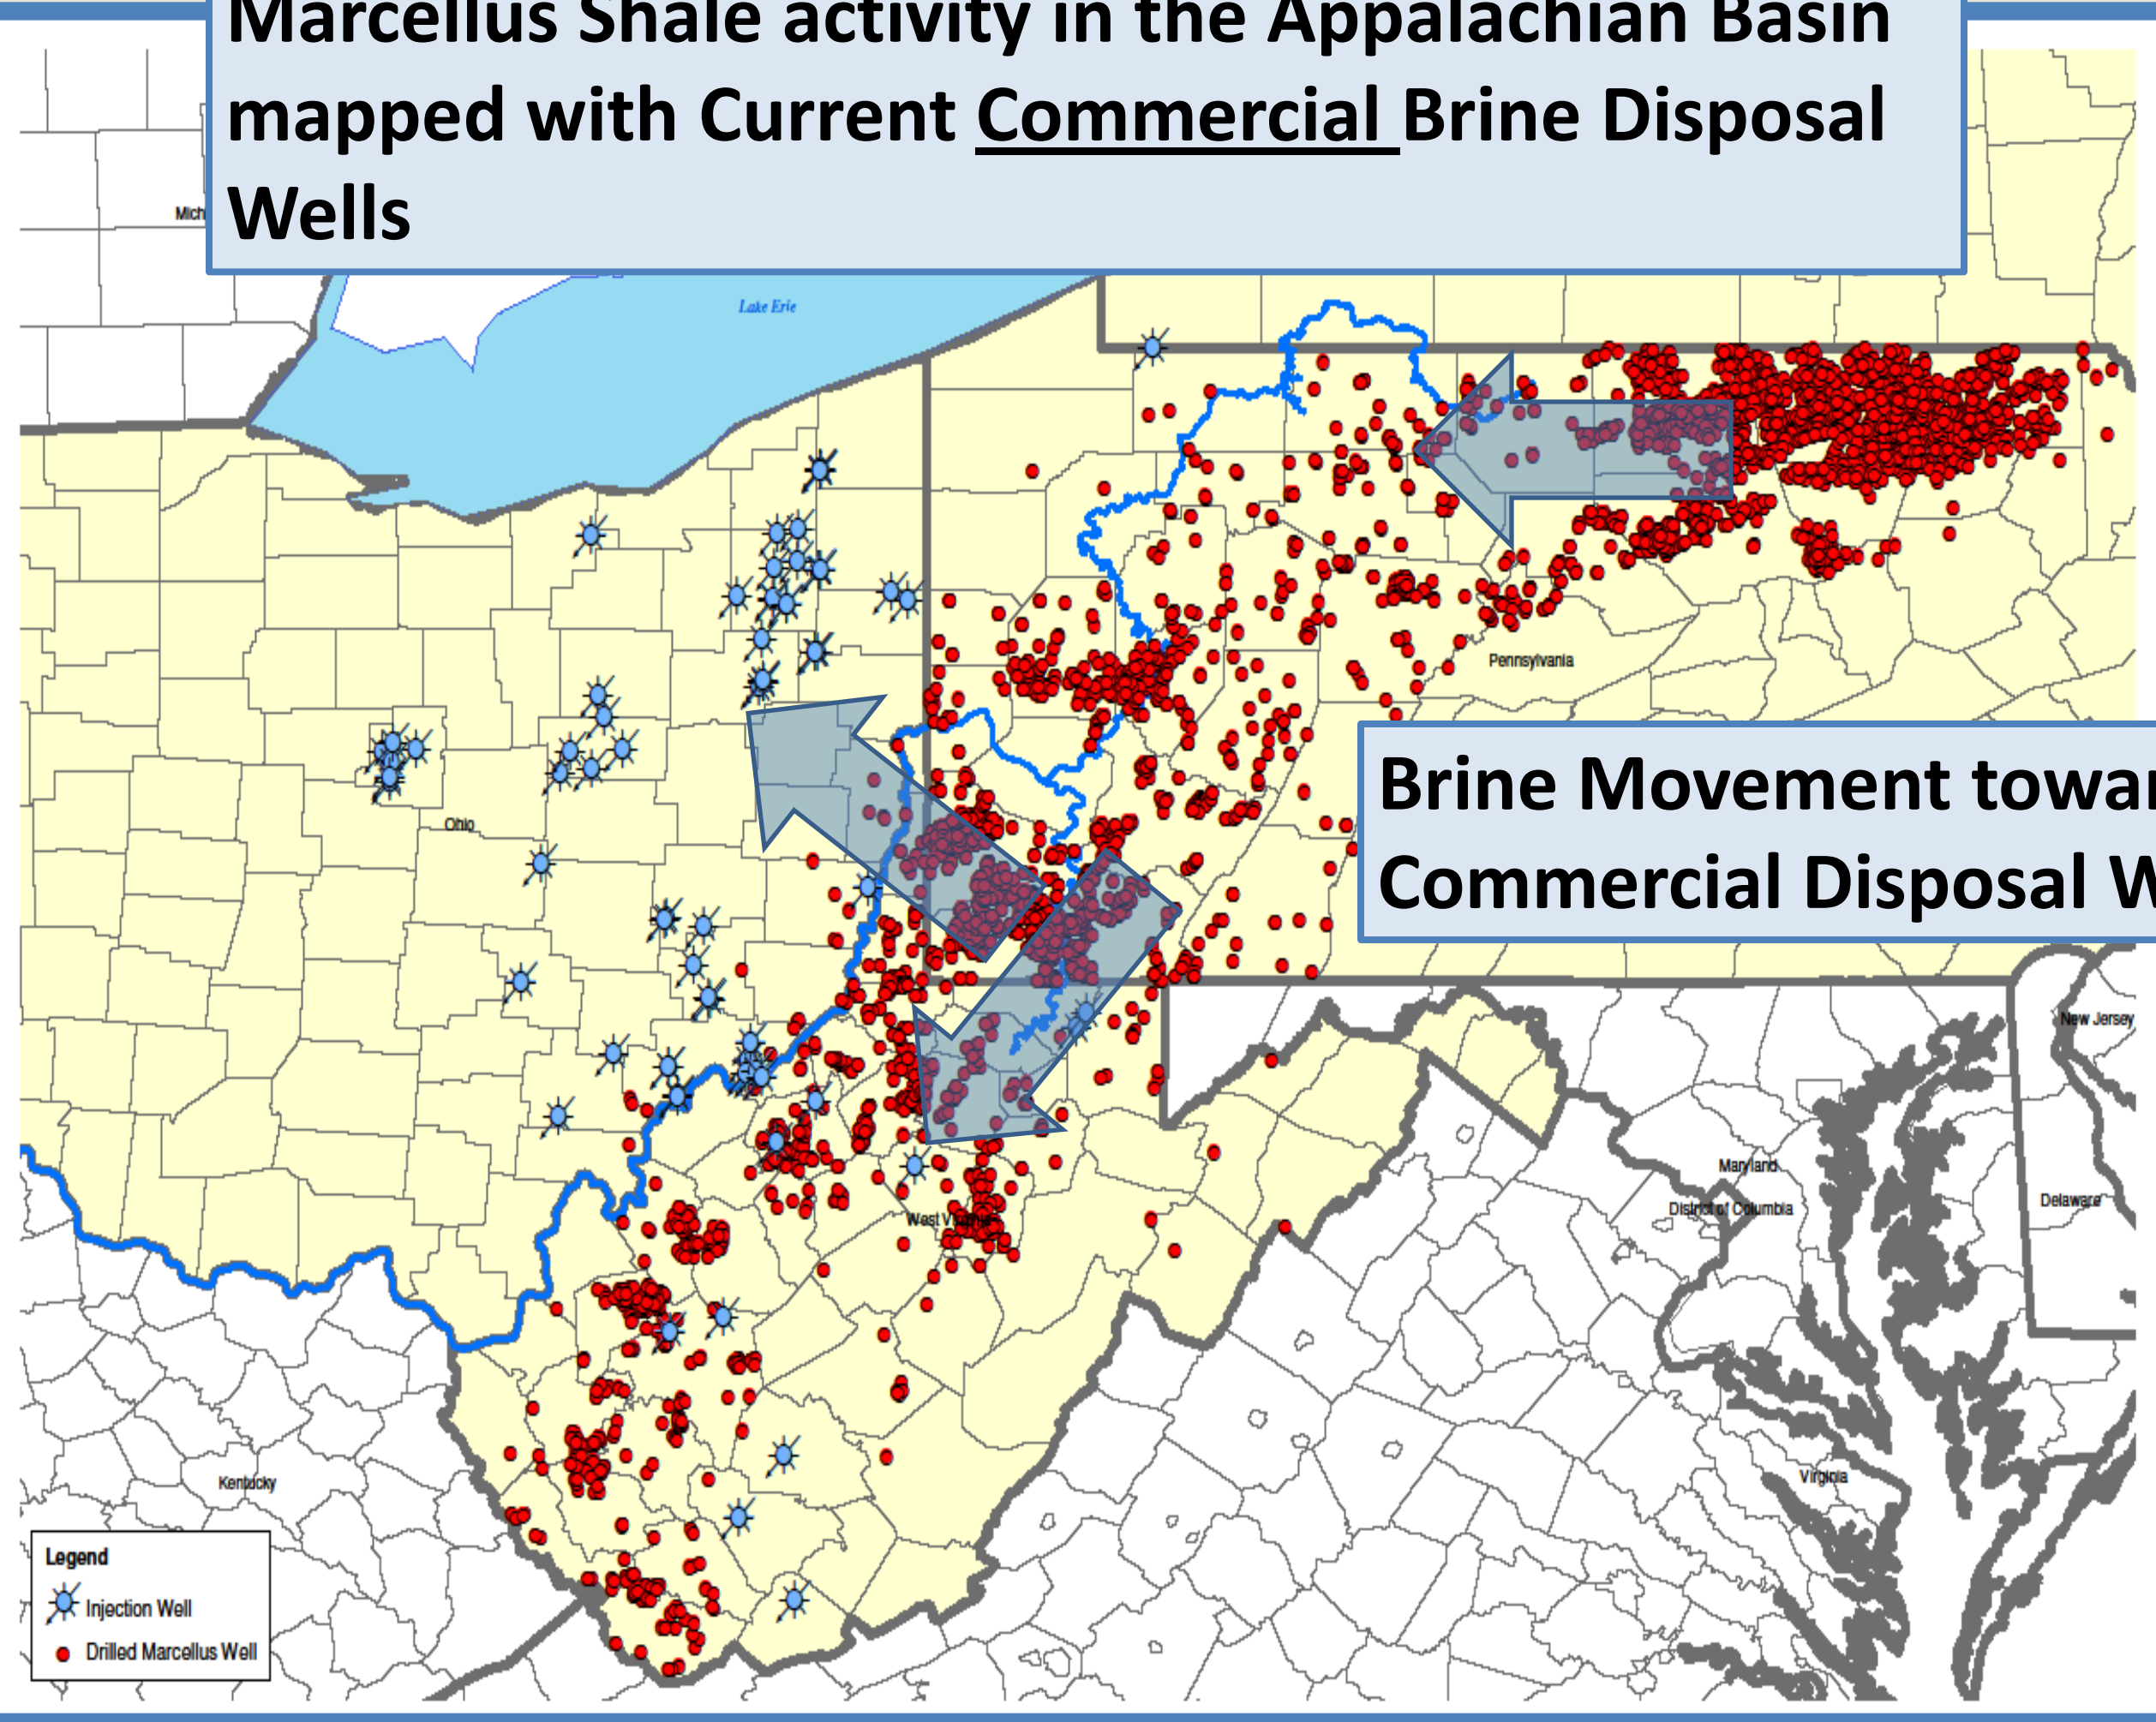 Marcellus Shale activity in the Appalachian Basin
mapped with Current Commercial Brine Disposal
Wells
Mich
Lake Erie
Pennsylvania
Brine Movement towar
Commercial Disposal W
Ohio
New Jersey
Maryland
District of Columbia
Delaware
West Virginia
Kentucky
Virginia
Legend
Injection Well
Drilled Marcellus Well